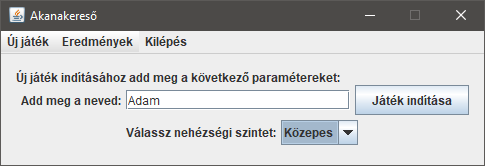 Akanakereső
Új játék Eredmények Kilépés
Új játék indításához add meg a következő paramétereket:
Add meg a neved: Adam Játék indítása
Válassz nehézségi szintet: Közepes